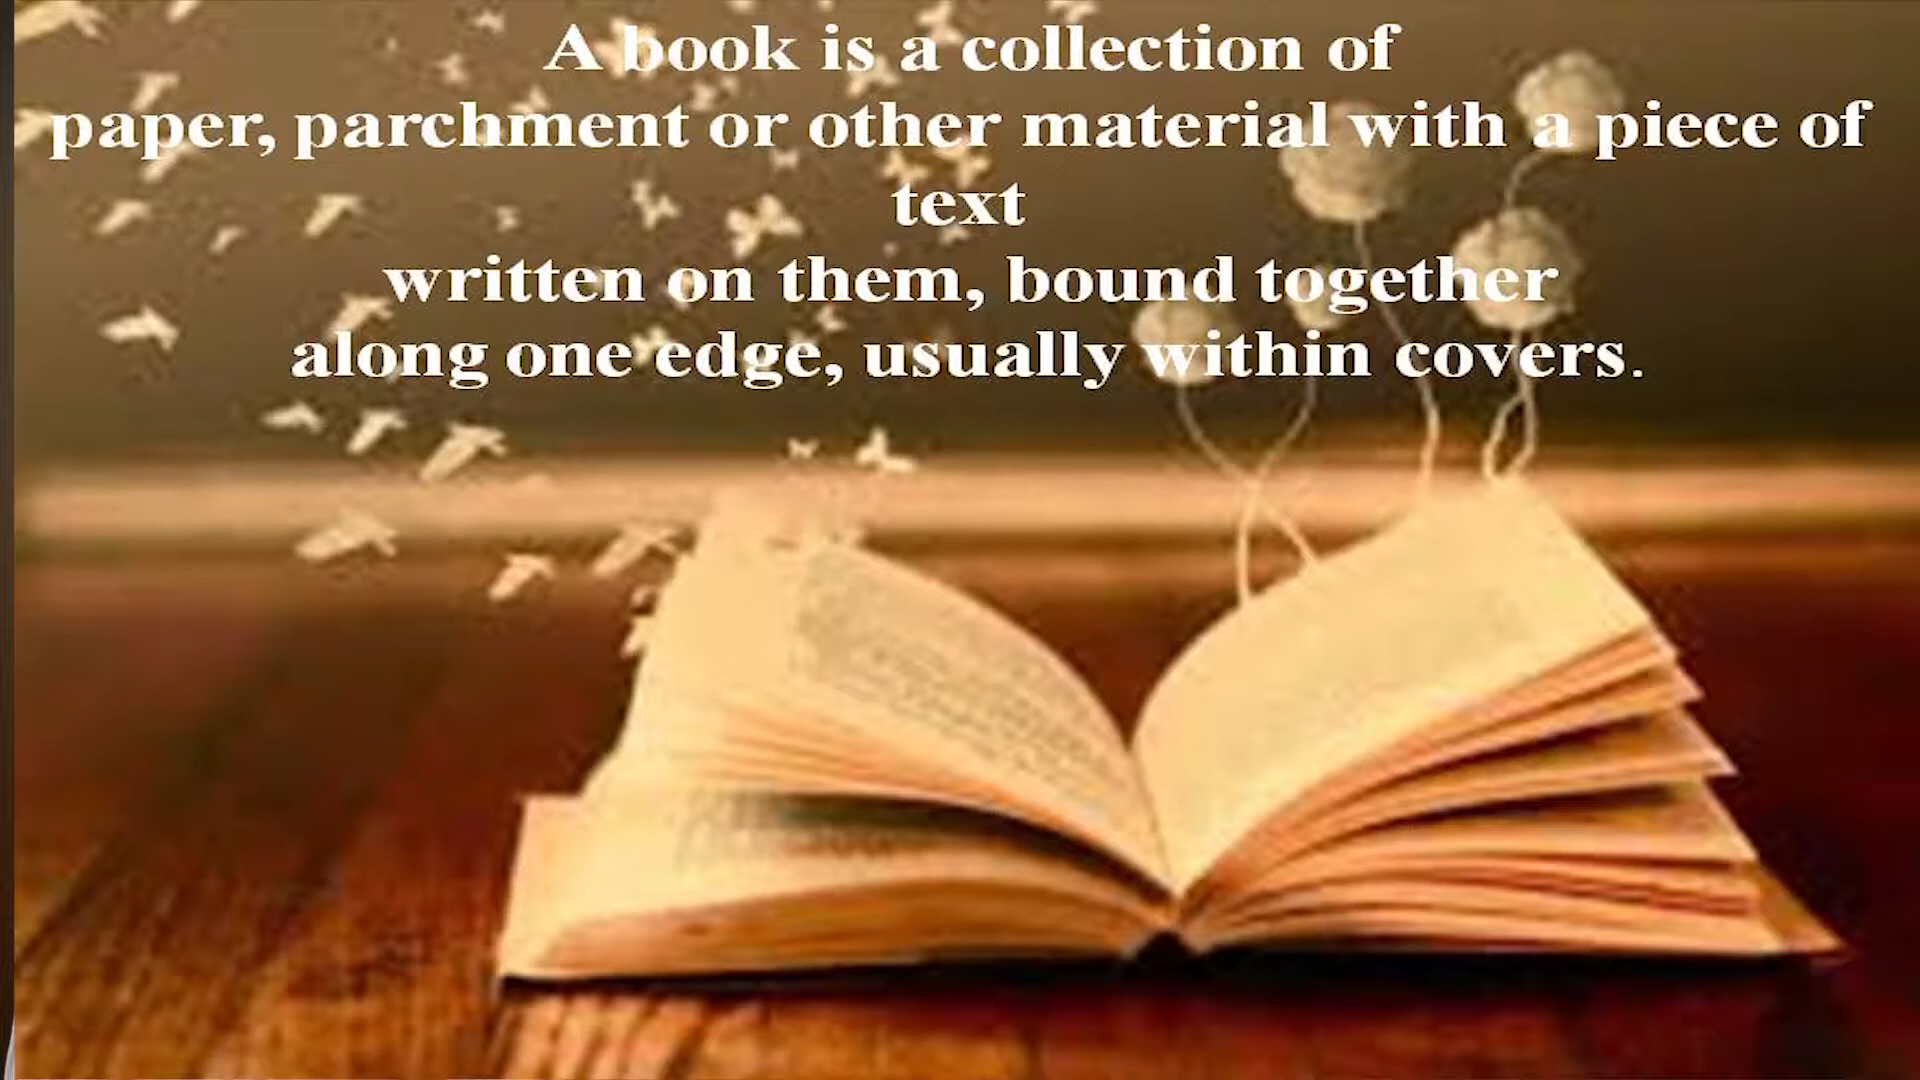 A book is a collection of
paper, parchment or other material with a piece of
text
written on them, bound together
along one edge, usually within covers.